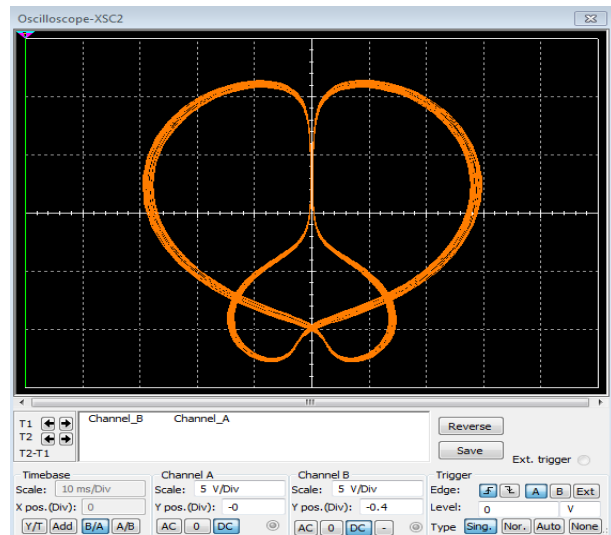 Oscilloscope-XSC2
T1
T2
T2-T1
Channel_B Channel_A
Reverse
Save
Ext. trigger
Timebase
Scale: 10 ms/Div
X pos.(Div): 0
Y/T Add B/A A/B
Channel A
Scale: 5 V/Div
Y pos.(Div): -0
AC 0 DC
Channel B
Scale: 5 V/Div
Y pos.(Div): -0.4
AC 0 DC -
Trigger
Edge: A B Ext
Level: 0 V
Type Sing. Nor. Auto None